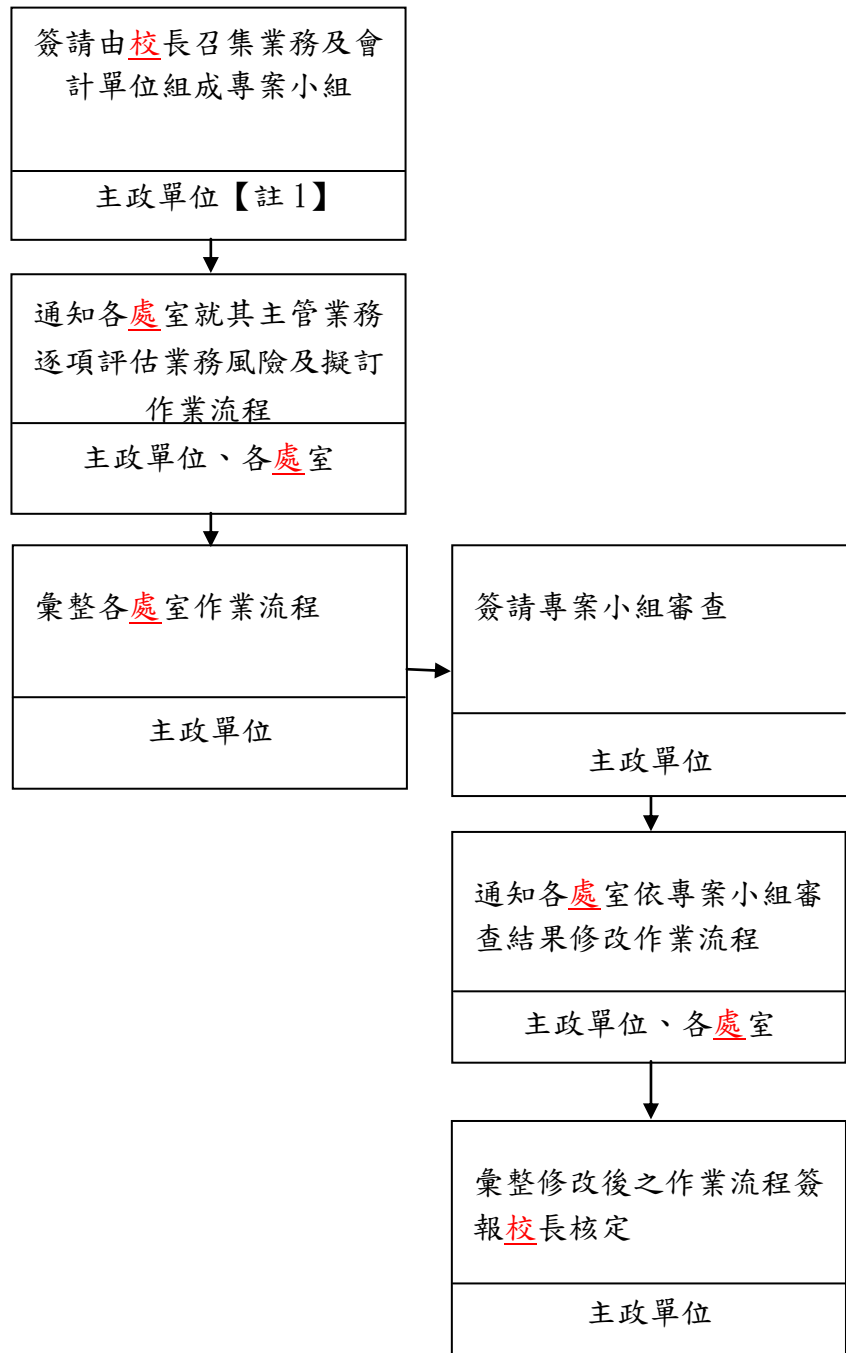 簽請由校長召集業務及會
計單位組成專案小組
主政單位【註1】
通知各處室就其主管業務
逐項評估業務風險及擬訂
作業流程
主政單位、各處室
彙整各處室作業流程
主政單位
簽請專案小組審查
主政單位
通知各處室依專案小組審
查結果修改作業流程
主政單位、各處室
彙整修改後之作業流程簽
報校長核定
主政單位